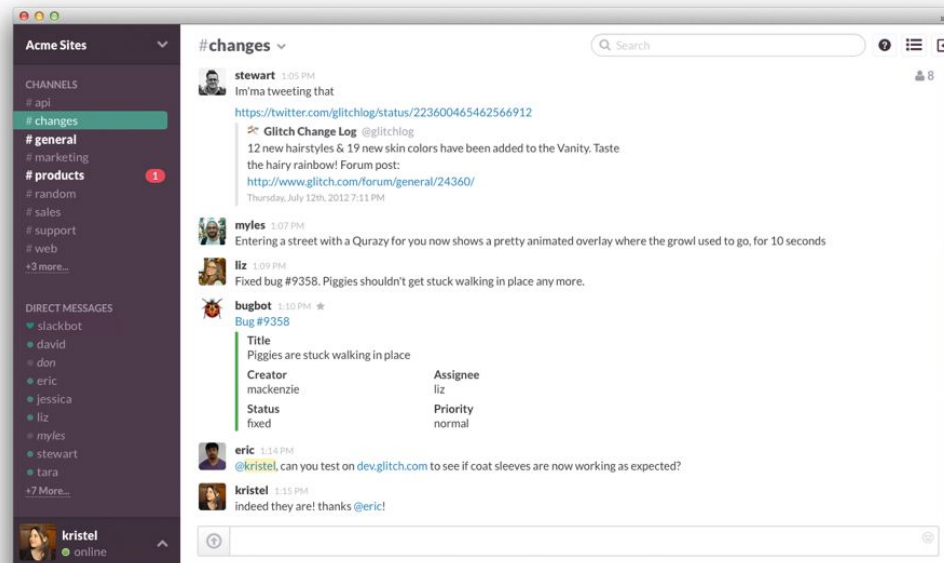 Acme Sites
CHANNELS
# api
# changes
# general
# marketing
# products 1
# random
# sales
# support
# web
+3 more...
DIRECT MESSAGES
slackbot
david
don
eric
jessica
liz
myles
stewart
tara
+7 More...
kristel
online
#changes
Search
8
stewart 1:05 PM
Im'ma tweeting that
https://twitter.com/glitchlog/status/223600465462566912
Glitch Change Log @glitchlog
12 new hairstyles & 19 new skin colors have been added to the Vanity. Taste
the hairy rainbow! Forum post:
http://www.glitch.com/forum/general/24360/
Thursday, July 12th, 2012 7:11 PM
myles 1:07 PM
Entering a street with a Qurazy for you now shows a pretty animated overlay where the growl used to go, for 10 seconds
liz 1:09 PM
Fixed bug #9358. Piggies shouldn't get stuck walking in place any more.
bugbot 1:10 PM
Bug #9358
Title
Piggies are stuck walking in place
Creator Assignee
mackenzie liz
Status Priority
fixed normal
eric 1:14 PM
@kristel, can you test on dev.glitch.com to see if coat sleeves are now working as expected?
kristel 1:15 PM
indeed they are! thanks @eric!